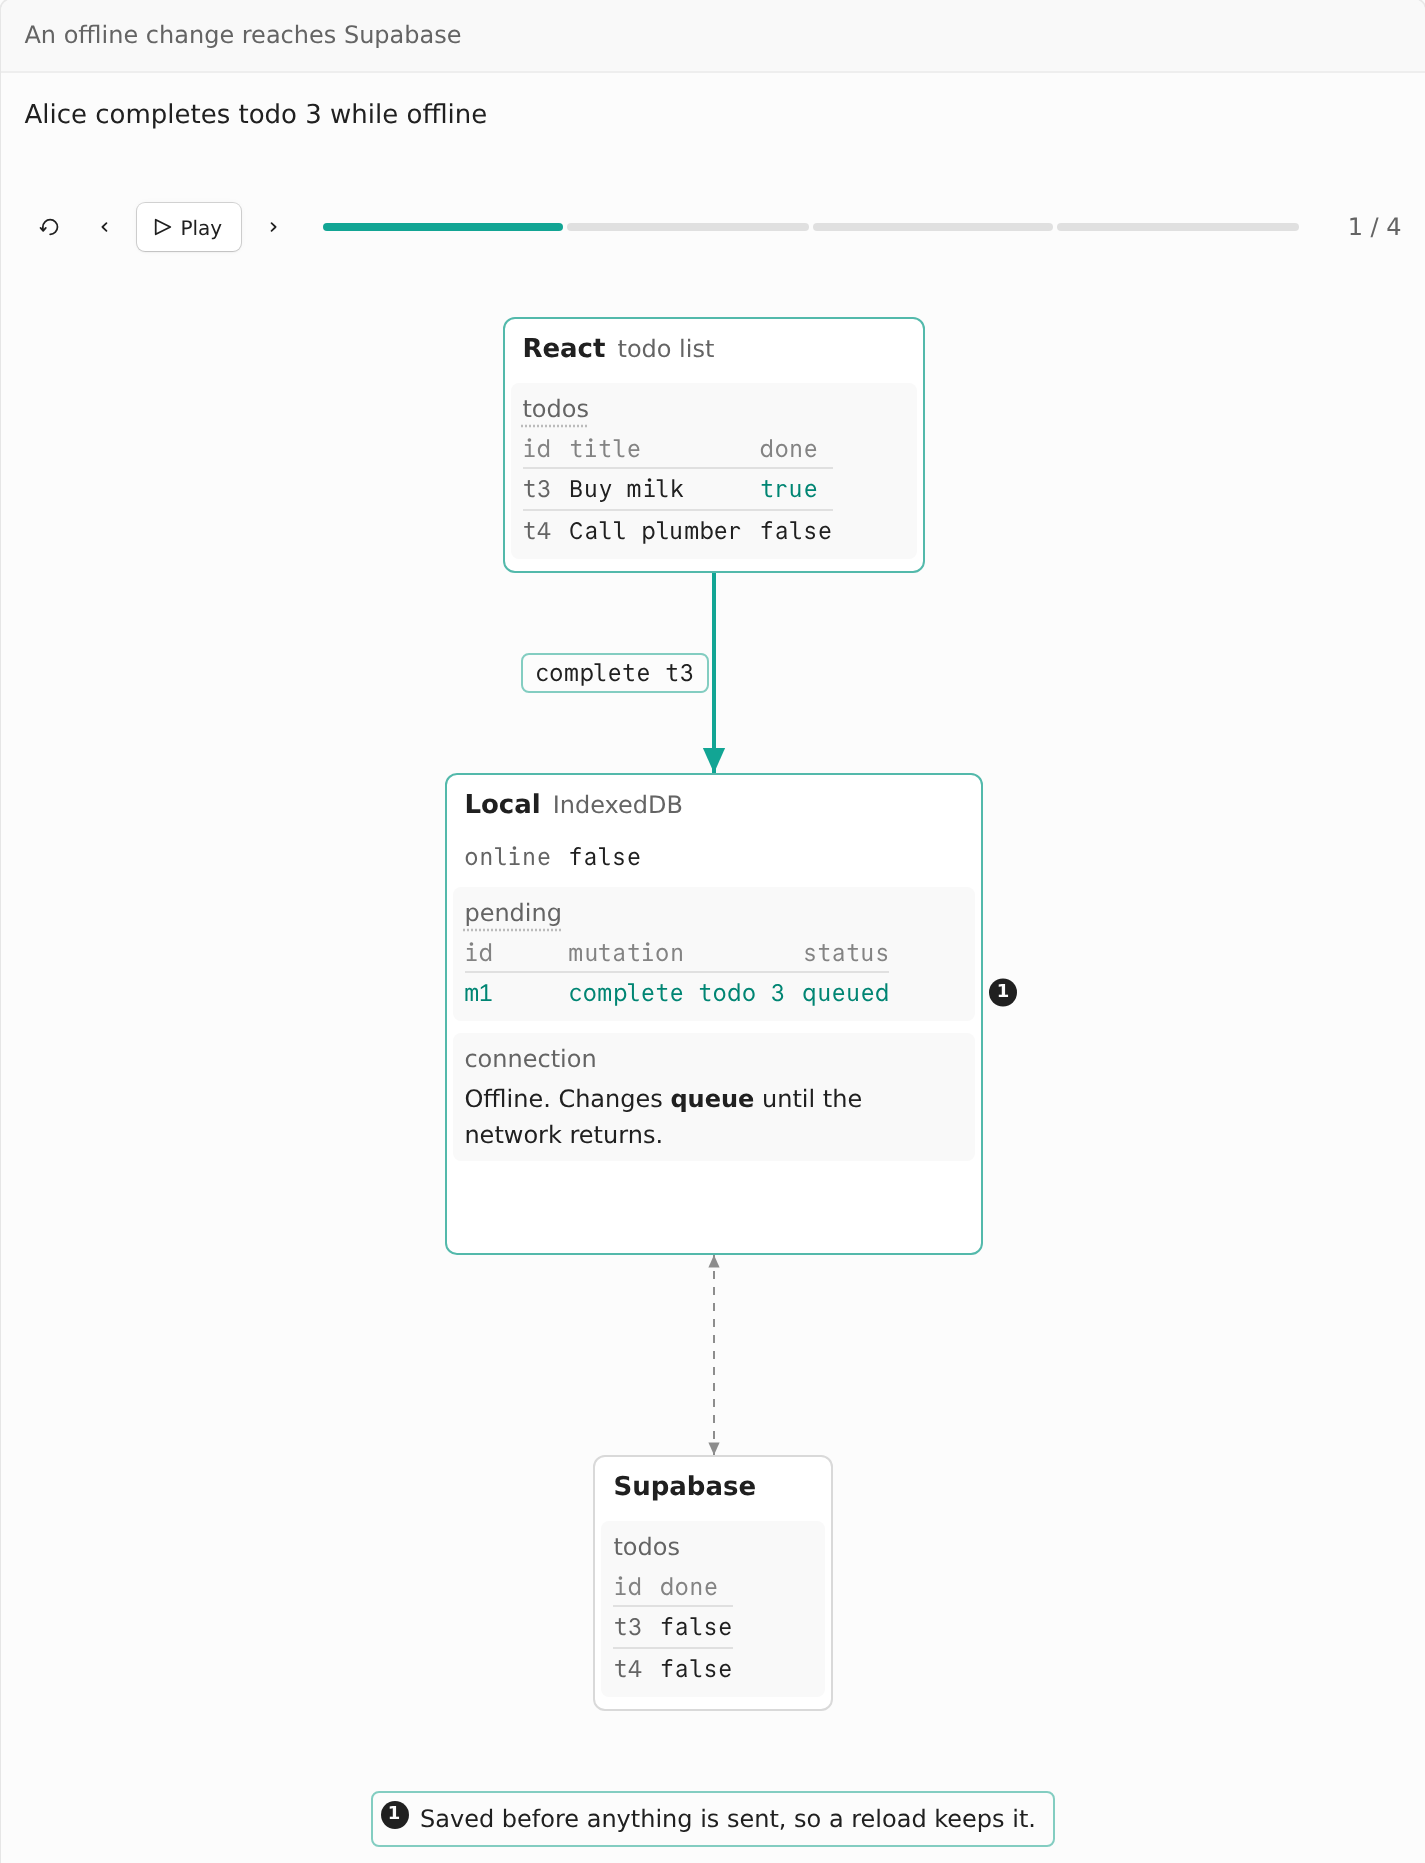 An offline change reaches Supabase
Alice completes todo 3 while offline
Play
1 / 4
React todo list
todos
id title done
t3 Buy milk true
t4 Call plumber false
complete t3
Local IndexedDB
online false
pending
id mutation status
m1 complete todo 3 queued
1
connection
Offline. Changes queue until the
network returns.
Supabase
todos
id done
t3 false
t4 false
1 Saved before anything is sent, so a reload keeps it.